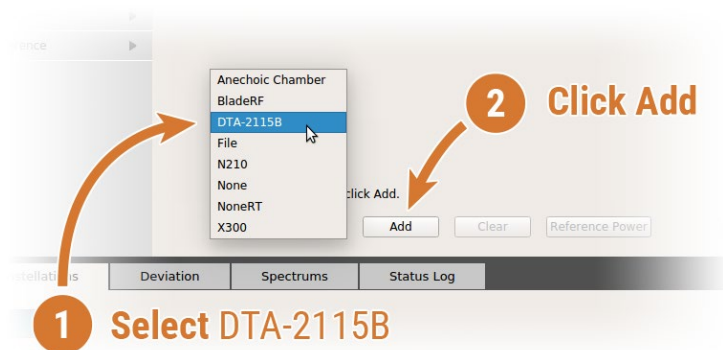 Anechoic Chamber
BladeRF
DTA-2115B
File
N210
None
NoneRT
X300
click Add.
2 Click Add
Add
Clear
Reference Power
Deviation
Spectrums
Status Log
1 Select DTA-2115B